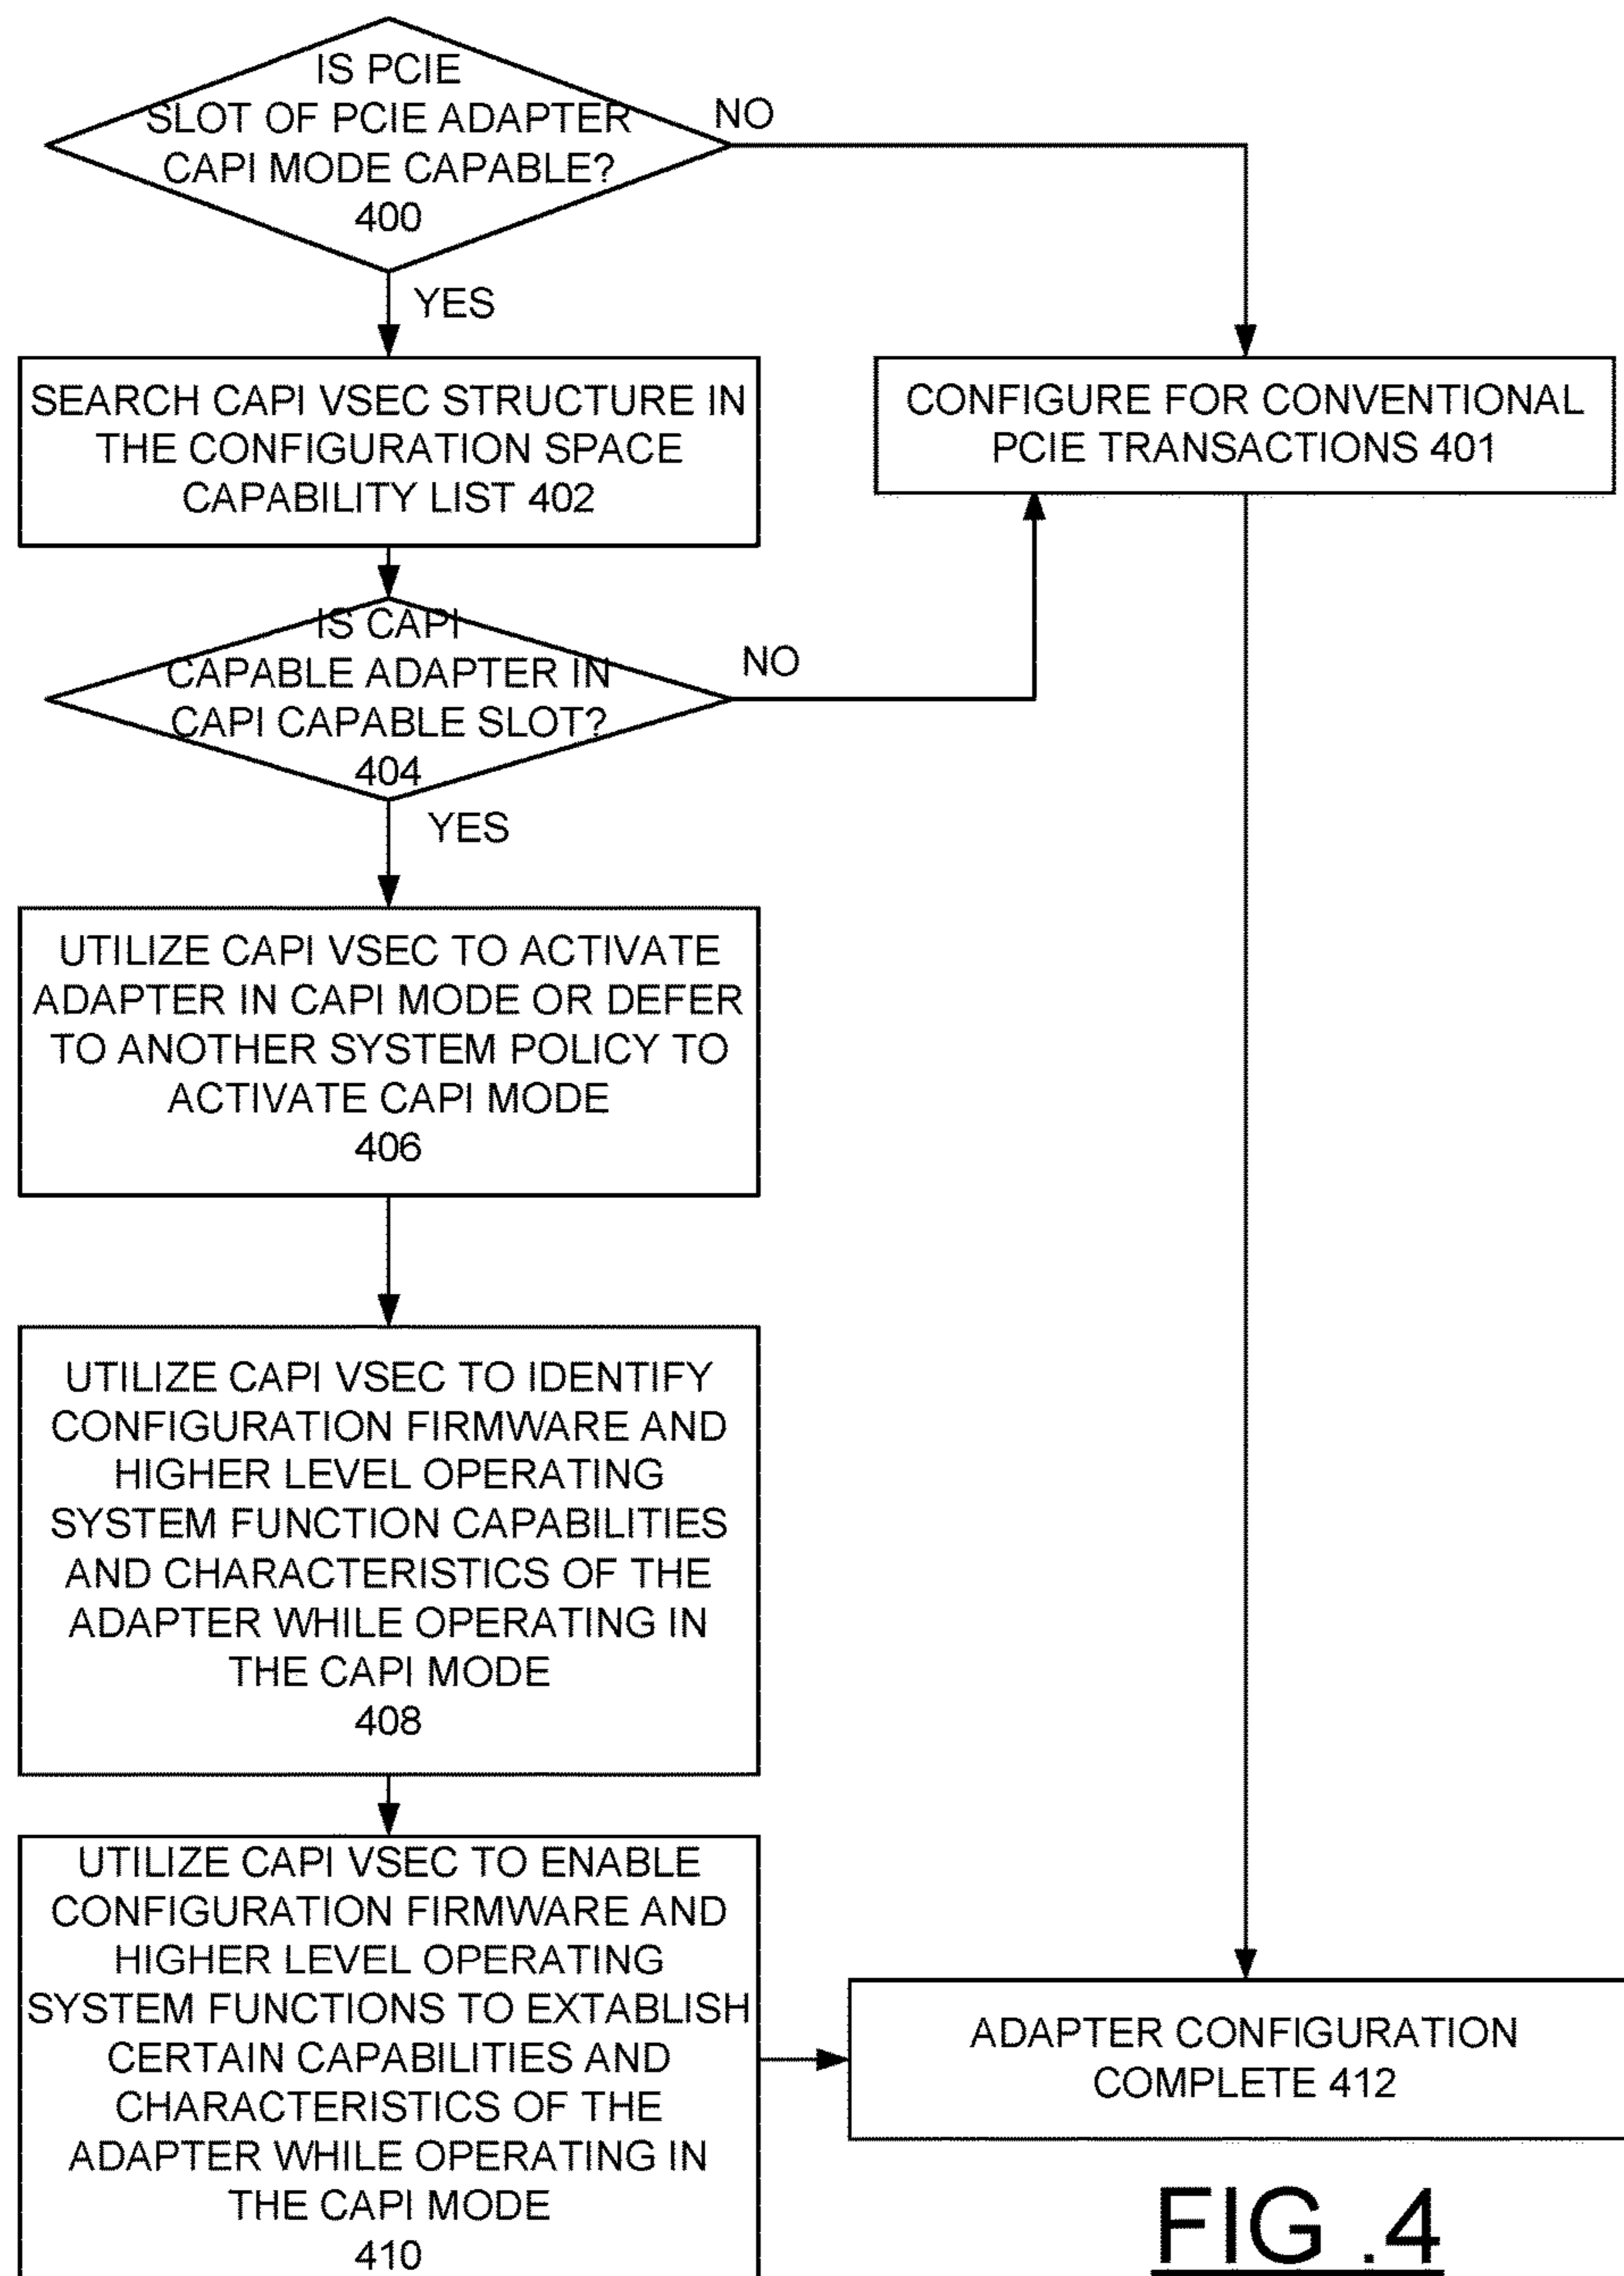 IS PCIE
SLOT OF PCIE ADAPTER
CAPI MODE CAPABLE?
400
NO
YES
SEARCH CAPI VSEC STRUCTURE IN
THE CONFIGURATION SPACE
CAPABILITY LIST 402
CONFIGURE FOR CONVENTIONAL
PCIE TRANSACTIONS 401
IS CAPI
CAPABLE ADAPTER IN
CAPI CAPABLE SLOT?
404
NO
YES
UTILIZE CAPI VSEC TO ACTIVATE
ADAPTER IN CAPI MODE OR DEFER
TO ANOTHER SYSTEM POLICY TO
ACTIVATE CAPI MODE
406
UTILIZE CAPI VSEC TO IDENTIFY
CONFIGURATION FIRMWARE AND
HIGHER LEVEL OPERATING
SYSTEM FUNCTION CAPABILITIES
AND CHARACTERISTICS OF THE
ADAPTER WHILE OPERATING IN
THE CAPI MODE
408
UTILIZE CAPI VSEC TO ENABLE
CONFIGURATION FIRMWARE AND
HIGHER LEVEL OPERATING
SYSTEM FUNCTIONS TO EXTABLISH
CERTAIN CAPABILITIES AND
CHARACTERISTICS OF THE
ADAPTER WHILE OPERATING IN
THE CAPI MODE
410
ADAPTER CONFIGURATION
COMPLETE 412
FIG .4